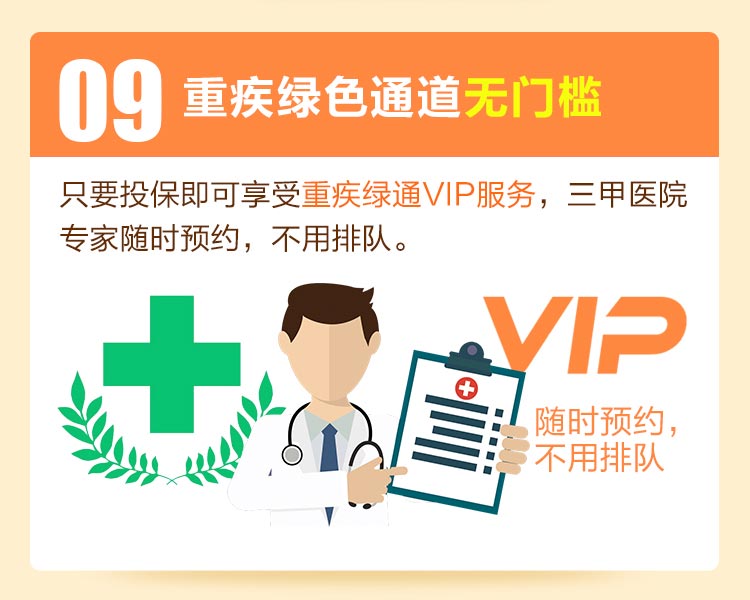 09 重疾绿色通道无门槛
只要投保即可享受重疾绿通VIP服务，三甲医院
专家随时预约，不用排队。
VIP
随时预约，
不用排队